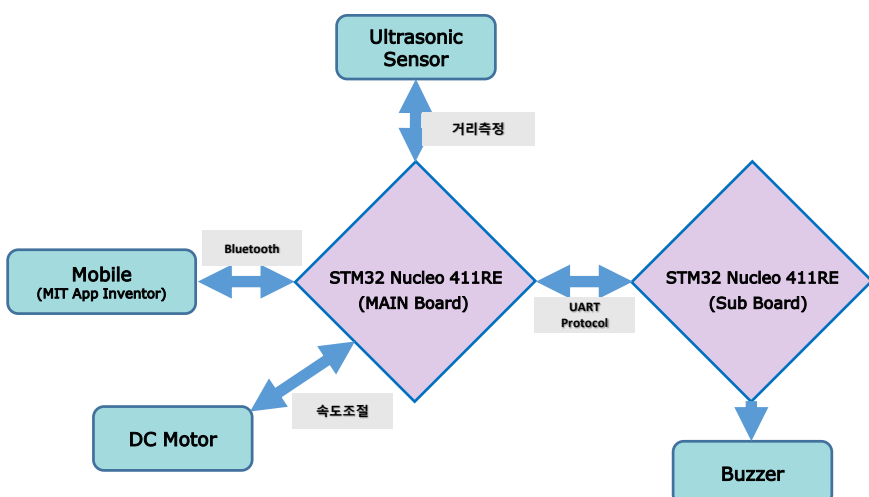 Ultrasonic
Sensor
거리측정
Bluetooth
Mobile
(MIT App Inventor)
STM32 Nucleo 411RE
(MAIN Board)
UART
Protocol
STM32 Nucleo 411RE
(Sub Board)
속도조절
DC Motor
Buzzer